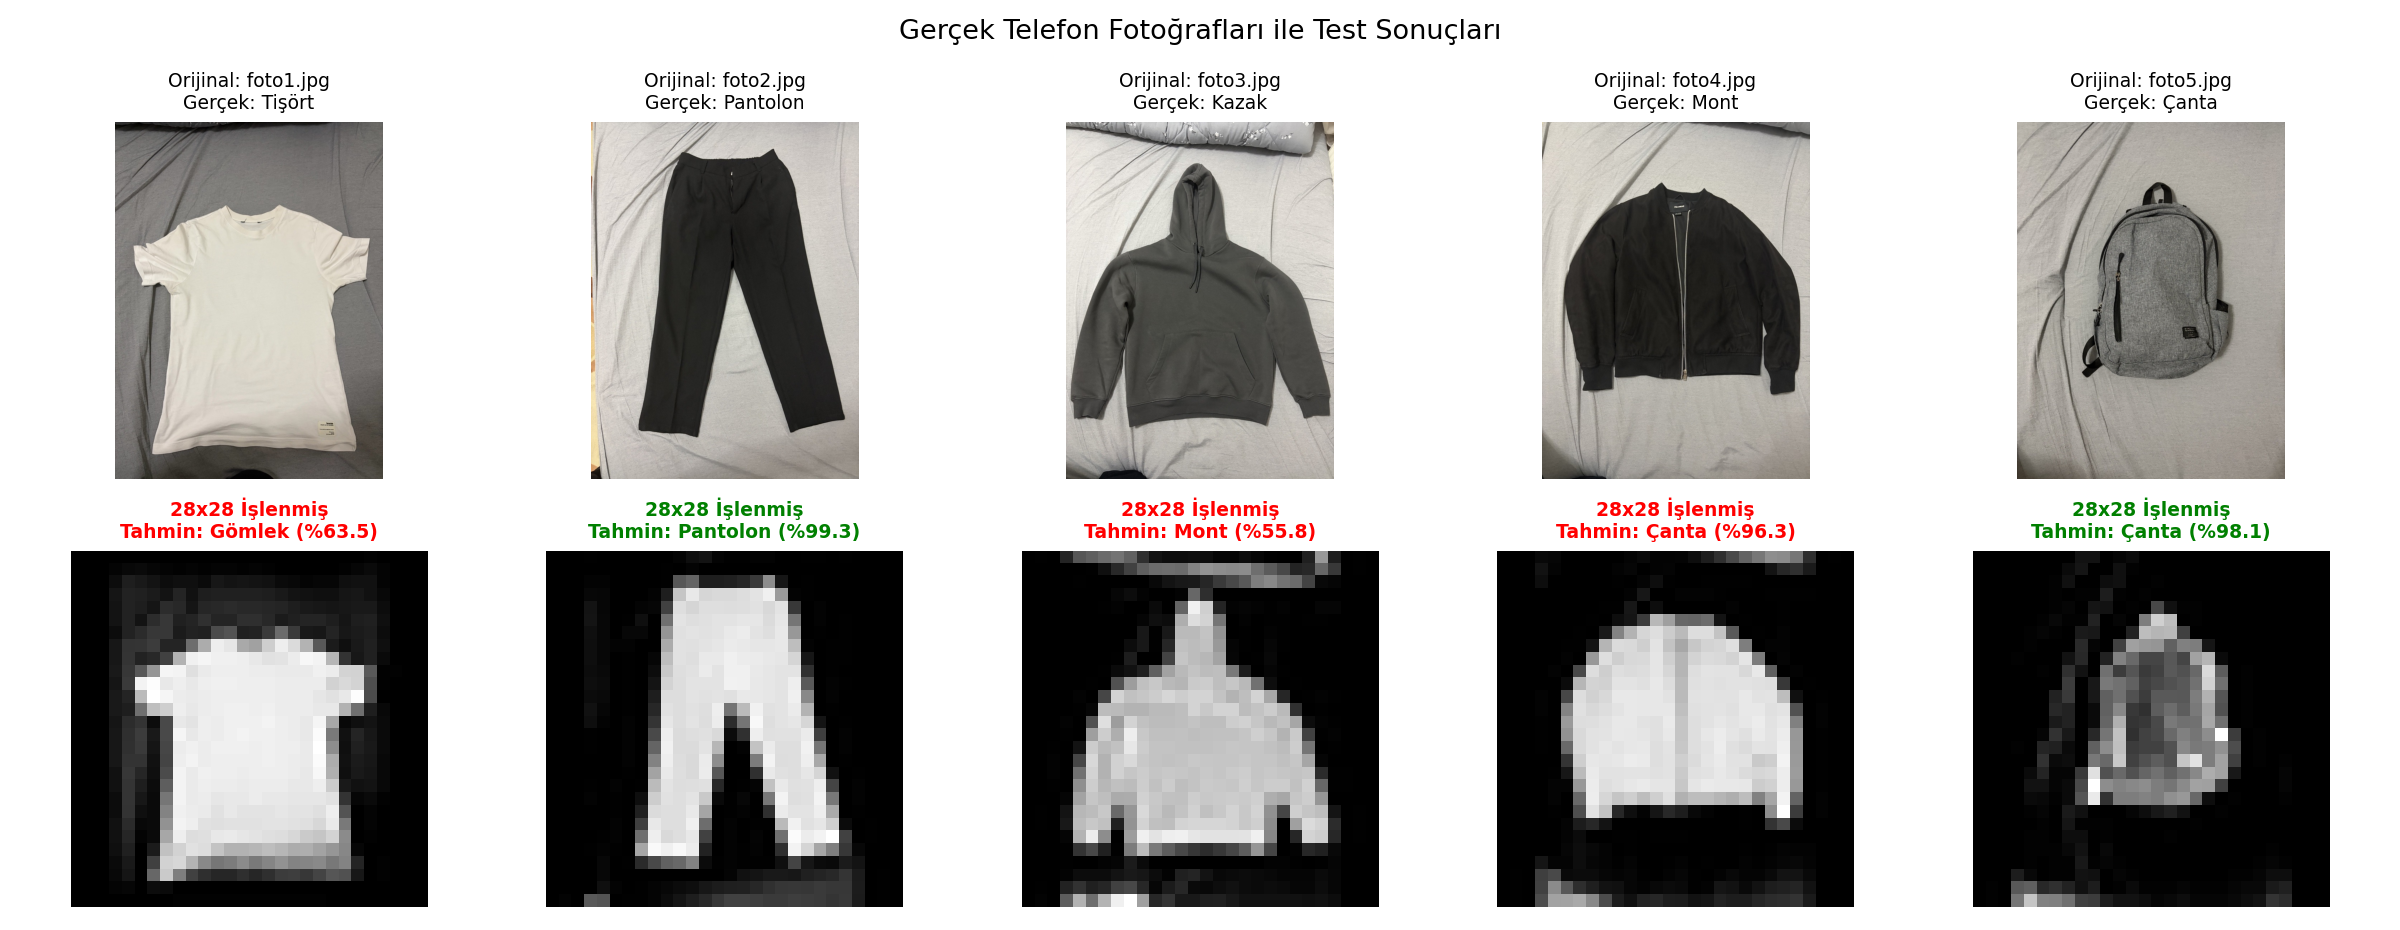 Gerçek Telefon Fotoğrafları ile Test Sonuçları
Orijinal: foto1.jpg
Gerçek: Tişört
Orijinal: foto2.jpg
Gerçek: Pantolon
Orijinal: foto3.jpg
Gerçek: Kazak
Orijinal: foto4.jpg
Gerçek: Mont
Orijinal: foto5.jpg
Gerçek: Çanta
28x28 İşlenmiş
Tahmin: Gömlek (%63.5)
28x28 İşlenmiş
Tahmin: Pantolon (%99.3)
28x28 İşlenmiş
Tahmin: Mont (%55.8)
28x28 İşlenmiş
Tahmin: Çanta (%96.3)
28x28 İşlenmiş
Tahmin: Çanta (%98.1)